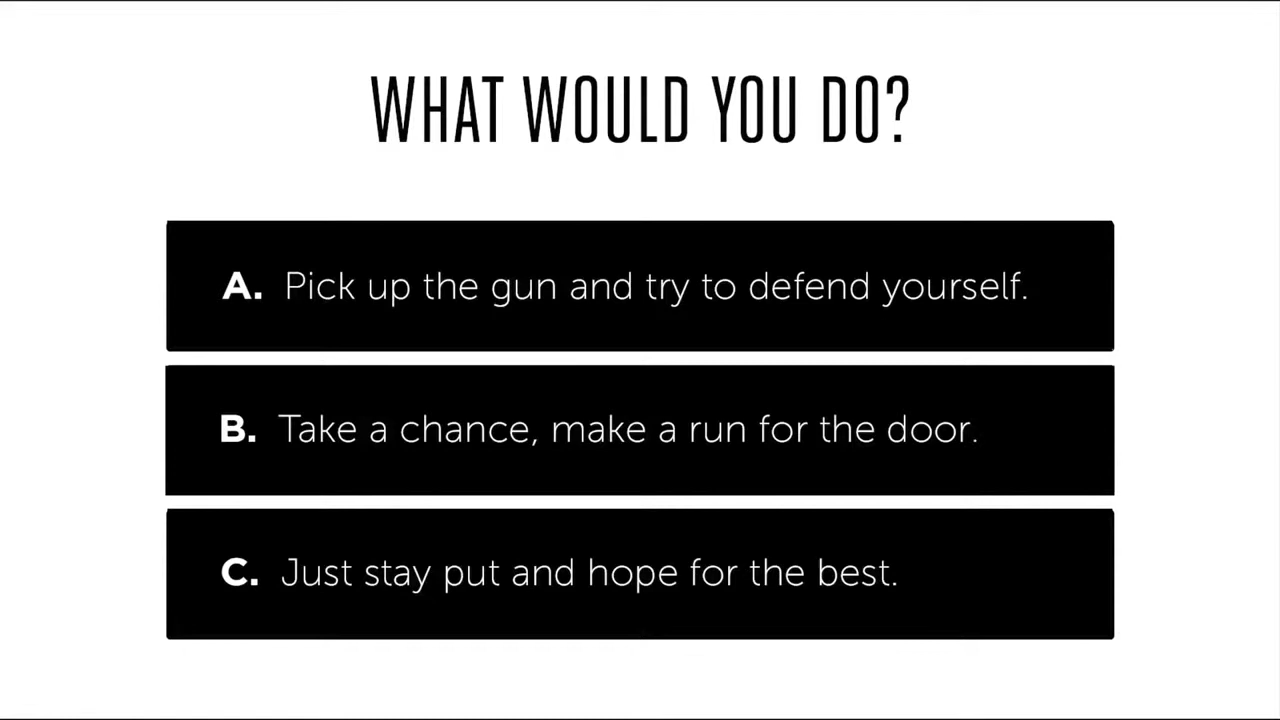 WHAT WOULD YOU DO?
A. Pick up the gun and try to defend yourself.
B. Take a chance, make a run for the door.
C. Just stay put and hope for the best.